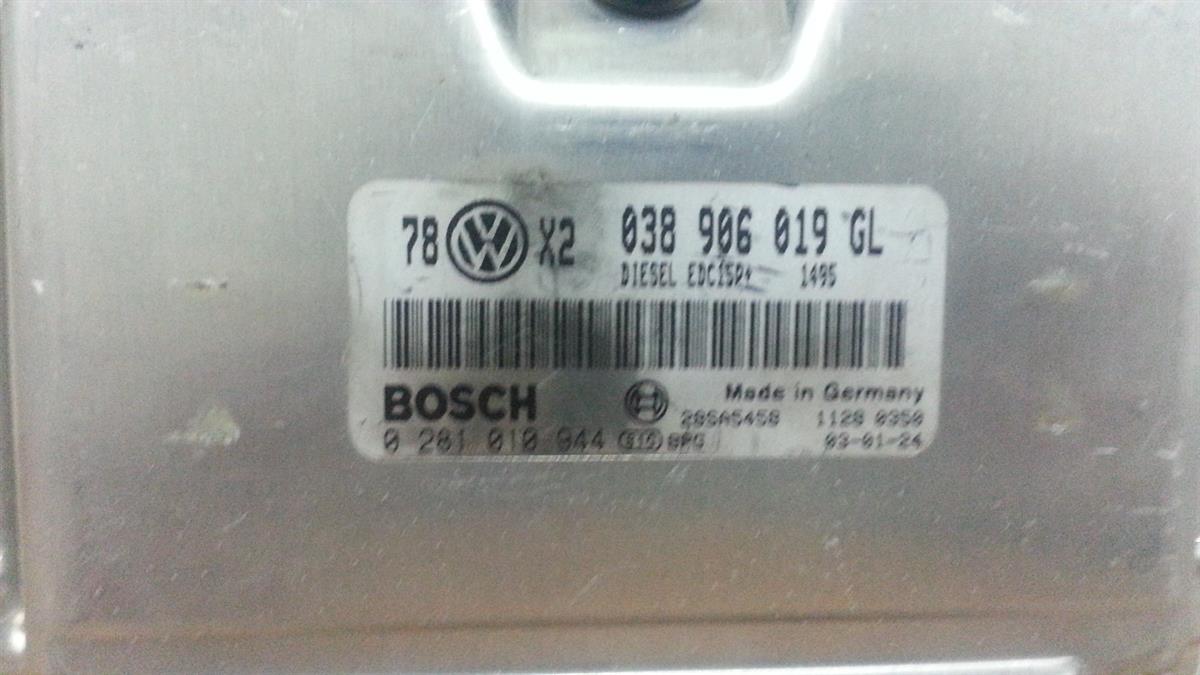 78 VW X2 038 906 019 GL
DIESEL EDC15P+ 1495
BOSCH Made in Germany
28SA5458 1128 0350
0 281 010 944 03-01-24